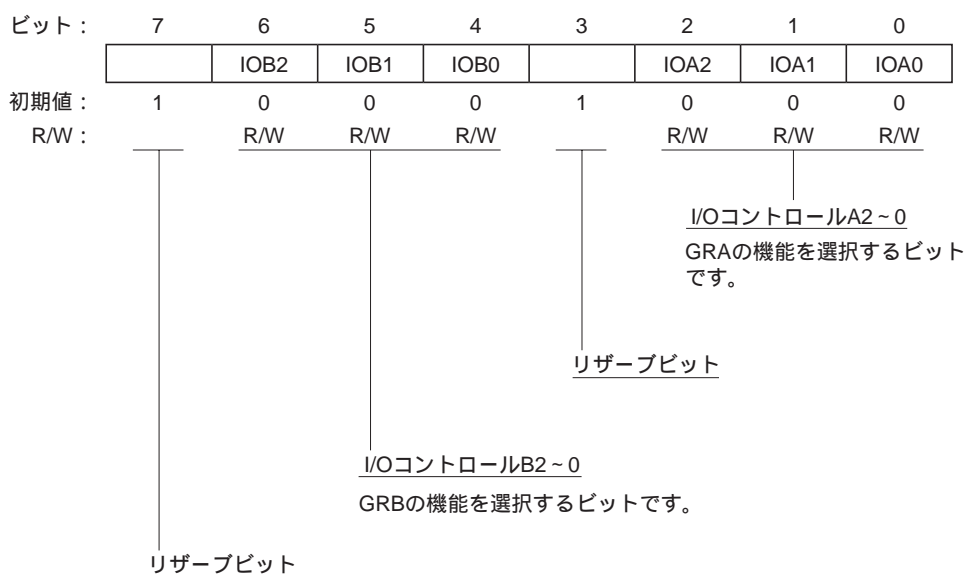 ビット： 7 6 5 4 3 2 1 0
IOB2 IOB1 IOB0 IOA2 IOA1 IOA0
初期値： 1 0 0 0 1 0 0 0
R/W： R/W R/W R/W R/W R/W R/W
I/OコントロールA2～0
GRAの機能を選択するビット
です。
リザーブビット
I/OコントロールB2～0
GRBの機能を選択するビットです。
リザーブビット